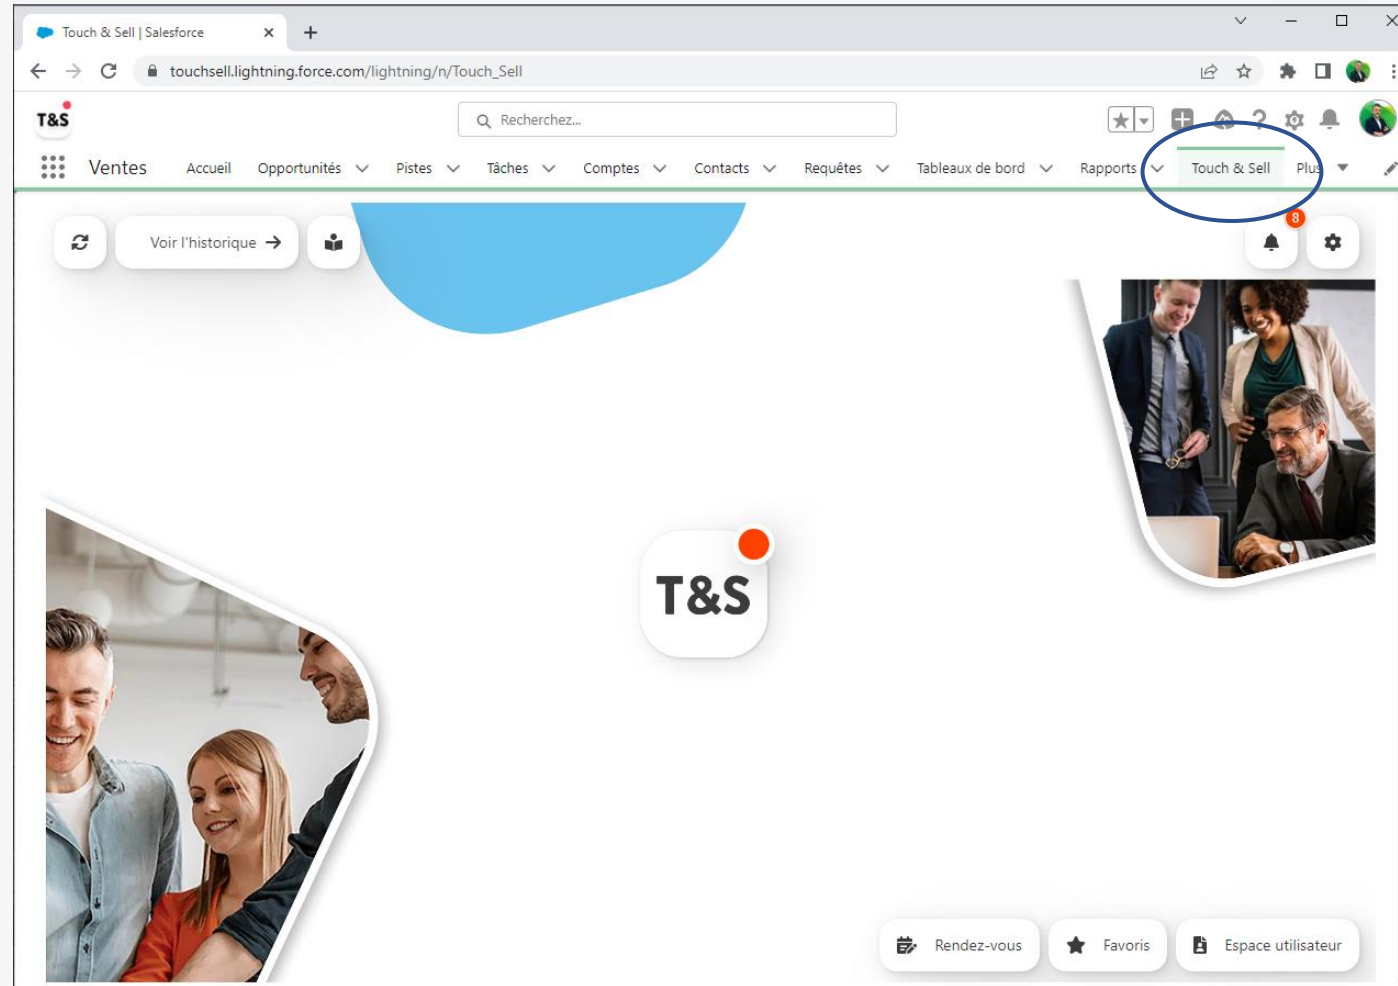 Touch & Sell | Salesforce
touchsell.lightning.force.com/lightning/n/Touch_Sell
T&S
Recherchez...
Ventes Accueil Opportunités Pistes Tâches Comptes Contacts Requêtes Tableaux de bord Rapports Touch & Sell Plus
Voir l'historique
8
T&S
Rendez-vous Favoris Espace utilisateur